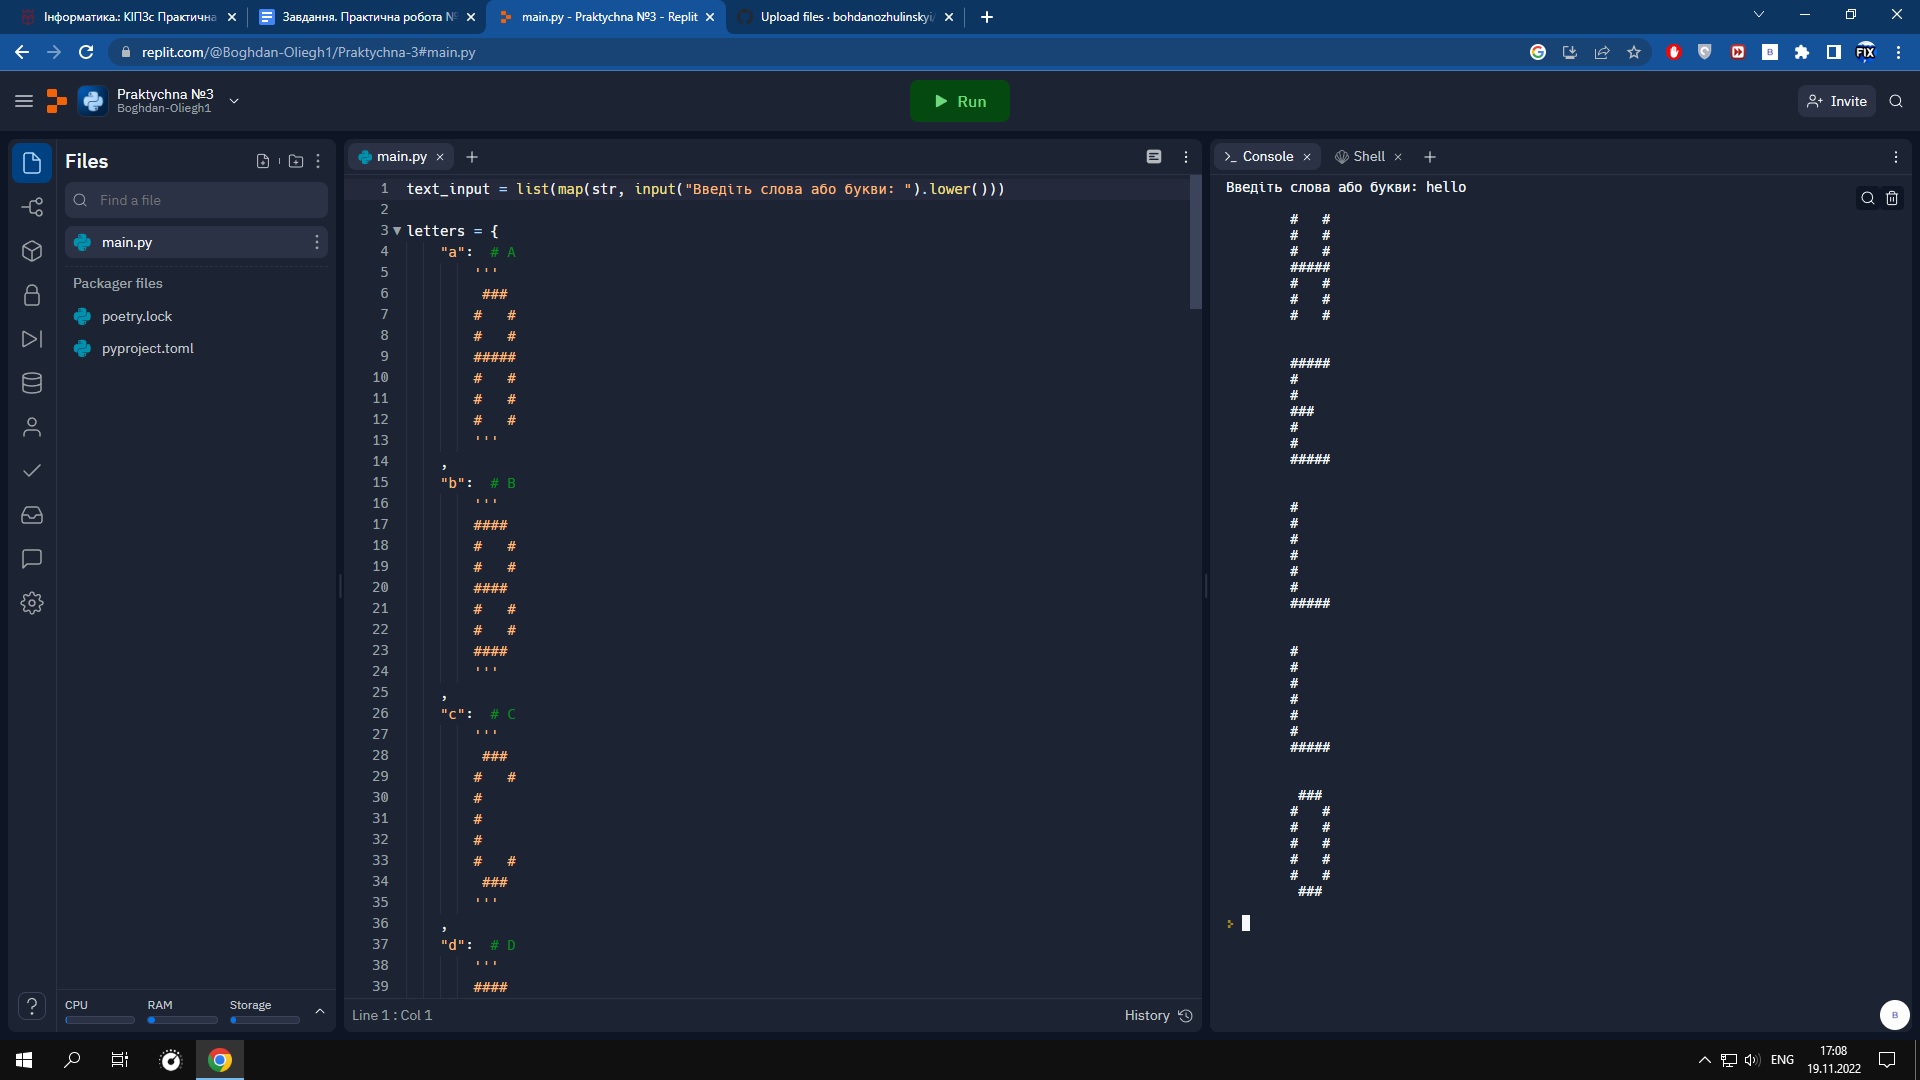 Інформатика.: КІПЗс Практична
Завдання. Практична робота №
main.py - Praktychna №3 - Replit
Upload files · bohdanozhulinskyi/
replit.com/@Boghdan-Oliegh1/Praktychna-3#main.py
Praktychna №3
Boghdan-Oliegh1
Run
Invite
Files
Find a file
main.py
Packager files
poetry.lock
pyproject.toml
CPU RAM Storage
main.py
1 text_input = list(map(str, input("Введіть слова або букви: ").lower()))
2
3 letters = {
4     "a":  # A
5         '''
6          ###
7         #   #
8         #   #
9         #####
10         #   #
11         #   #
12         #   #
13         '''
14     ,
15     "b":  # B
16         '''
17         ####
18         #   #
19         #   #
20         ####
21         #   #
22         #   #
23         ####
24         '''
25     ,
26     "c":  # C
27         '''
28          ###
29         #   #
30         #
31         #
32         #
33         #   #
34          ###
35         '''
36     ,
37     "d":  # D
38         '''
39         ####
Line 1 : Col 1
History
Console
Shell
Введіть слова або букви: hello
        #   #
        #   #
        #   #
        #####
        #   #
        #   #
        #   #
        #####
        #
        #
        ###
        #
        #
        #####
        #
        #
        #
        #
        #
        #
        #####
        #
        #
        #
        #
        #
        #
        #####
         ###
        #   #
        #   #
        #   #
        #   #
        #   #
         ###
FIX
B
B
ENG
17:08
19.11.2022